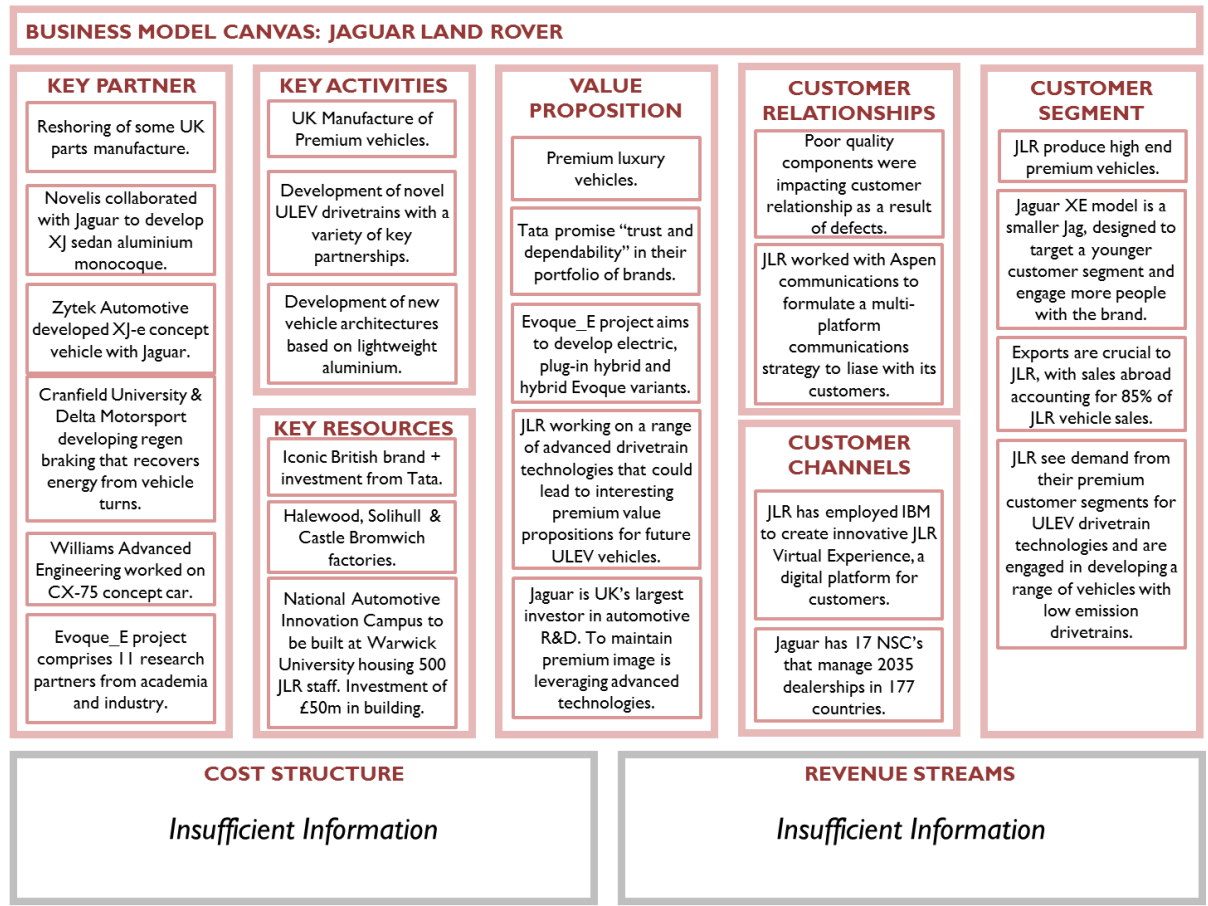 BUSINESS MODEL CANVAS: JAGUAR LAND ROVER
KEY PARTNER
Reshoring of some UK
parts manufacture.
Novelis collaborated
with Jaguar to develop
XJ sedan aluminium
monocoque.
Zytek Automotive
developed XJ-e concept
vehicle with Jaguar.
Cranfield University &
Delta Motorsport
developing regen
braking that recovers
energy from vehicle
turns.
Williams Advanced
Engineering worked on
CX-75 concept car.
Evoque_E project
comprises 11 research
partners from academia
and industry.
KEY ACTIVITIES
UK Manufacture of
Premium vehicles.
Development of novel
ULEV drivetrains with a
variety of key
partnerships.
Development of new
vehicle architectures
based on lightweight
aluminium.
KEY RESOURCES
Iconic British brand +
investment from Tata.
Halewood, Solihull &
Castle Bromwich
factories.
National Automotive
Innovation Campus to
be built at Warwick
University housing 500
JLR staff. Investment of
£50m in building.
VALUE
PROPOSITION
Premium luxury
vehicles.
Tata promise “trust and
dependability” in their
portfolio of brands.
Evoque_E project aims
to develop electric,
plug-in hybrid and
hybrid Evoque variants.
JLR working on a range
of advanced drivetrain
technologies that could
lead to interesting
premium value
propositions for future
ULEV vehicles.
Jaguar is UK’s largest
investor in automotive
R&D. To maintain
premium image is
leveraging advanced
technologies.
CUSTOMER
RELATIONSHIPS
Poor quality
components were
impacting customer
relationship as a result
of defects.
JLR worked with Aspen
communications to
formulate a multi-
platform
communications
strategy to liase with its
customers.
CUSTOMER
CHANNELS
JLR has employed IBM
to create innovative JLR
Virtual Experience, a
digital platform for
customers.
Jaguar has 17 NSC’s
that manage 2035
dealerships in 177
countries.
CUSTOMER
SEGMENT
JLR produce high end
premium vehicles.
Jaguar XE model is a
smaller Jag, designed to
target a younger
customer segment and
engage more people
with the brand.
Exports are crucial to
JLR, with sales abroad
accounting for 85% of
JLR vehicle sales.
JLR see demand from
their premium
customer segments for
ULEV drivetrain
technologies and are
engaged in developing a
range of vehicles with
low emission
drivetrains.
COST STRUCTURE
Insufficient Information
REVENUE STREAMS
Insufficient Information